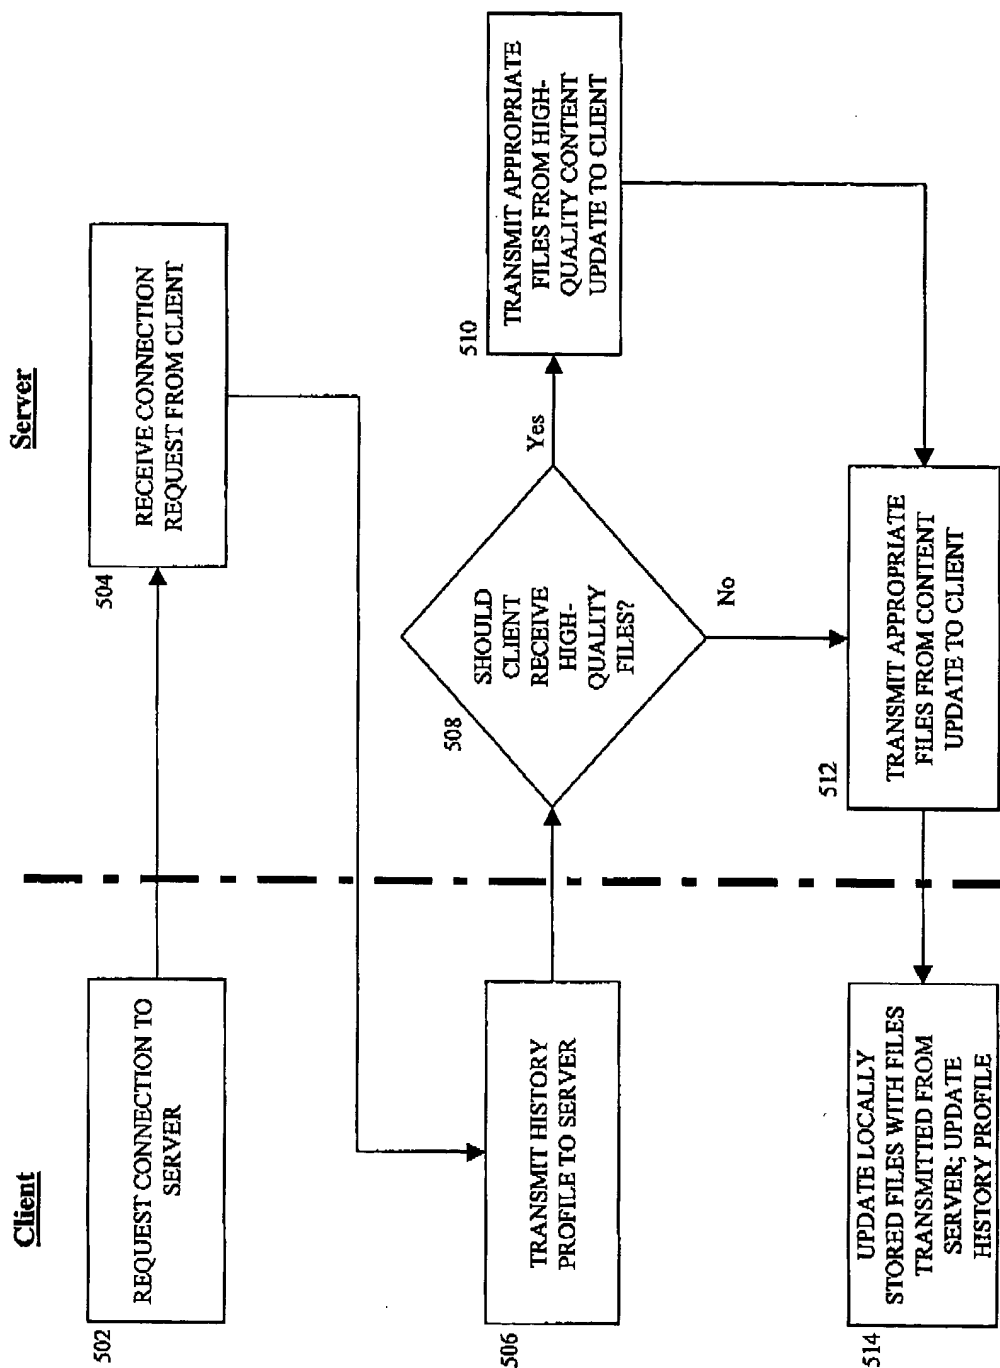 Client
Server
502
REQUEST CONNECTION TO
SERVER
504
RECEIVE CONNECTION
REQUEST FROM CLIENT
506
TRANSMIT HISTORY
PROFILE TO SERVER
508
SHOULD
CLIENT
RECEIVE
HIGH-
QUALITY
FILES?
Yes
No
510
TRANSMIT APPROPRIATE
FILES FROM HIGH-
QUALITY CONTENT
UPDATE TO CLIENT
512
TRANSMIT APPROPRIATE
FILES FROM CONTENT
UPDATE TO CLIENT
514
UPDATE LOCALLY
STORED FILES WITH FILES
TRANSMITTED FROM
SERVER; UPDATE
HISTORY PROFILE